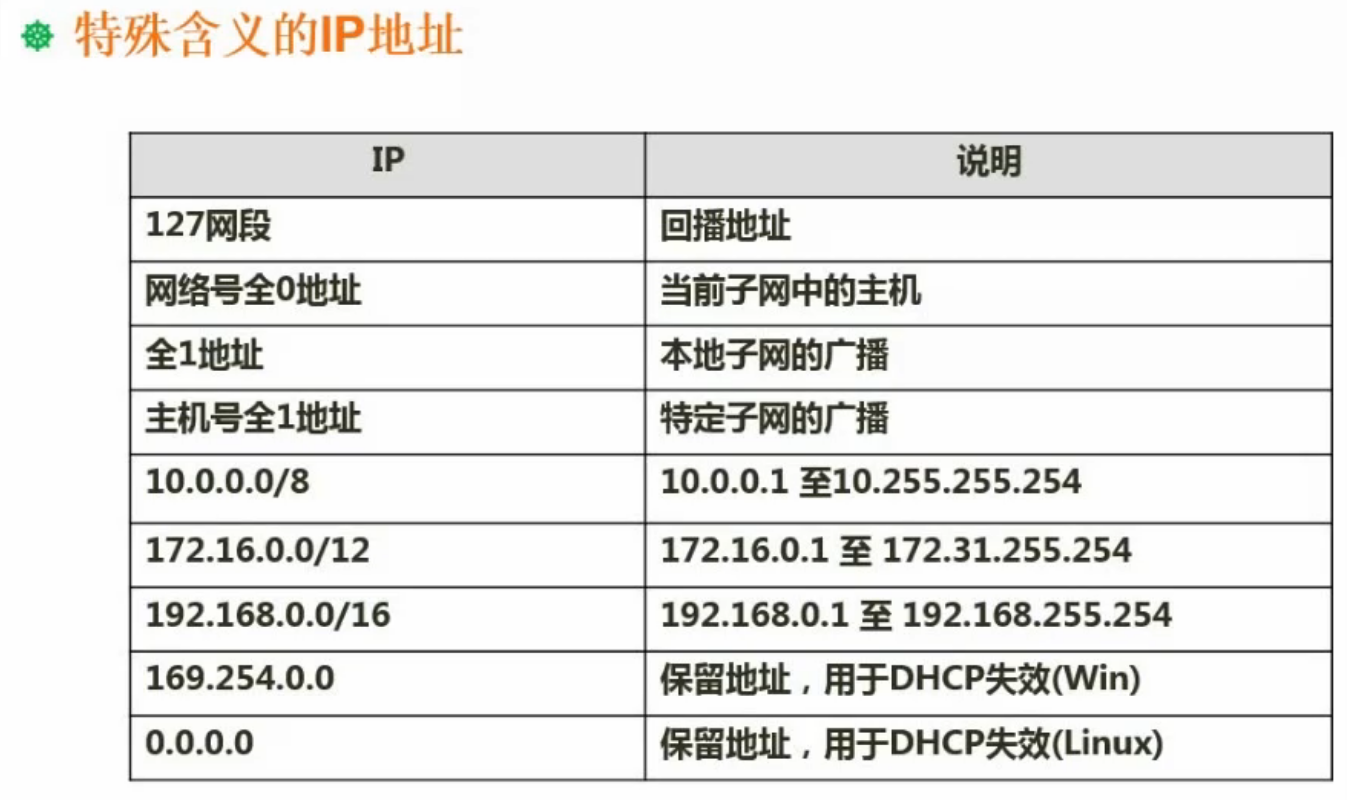 特殊含义的IP地址
IP 说明
127网段 回播地址
网络号全0地址 当前子网中的主机
全1地址 本地子网的广播
主机号全1地址 特定子网的广播
10.0.0.0/8 10.0.0.1 至10.255.255.254
172.16.0.0/12 172.16.0.1 至 172.31.255.254
192.168.0.0/16 192.168.0.1 至 192.168.255.254
169.254.0.0 保留地址，用于DHCP失效(Win)
0.0.0.0 保留地址，用于DHCP失效(Linux)